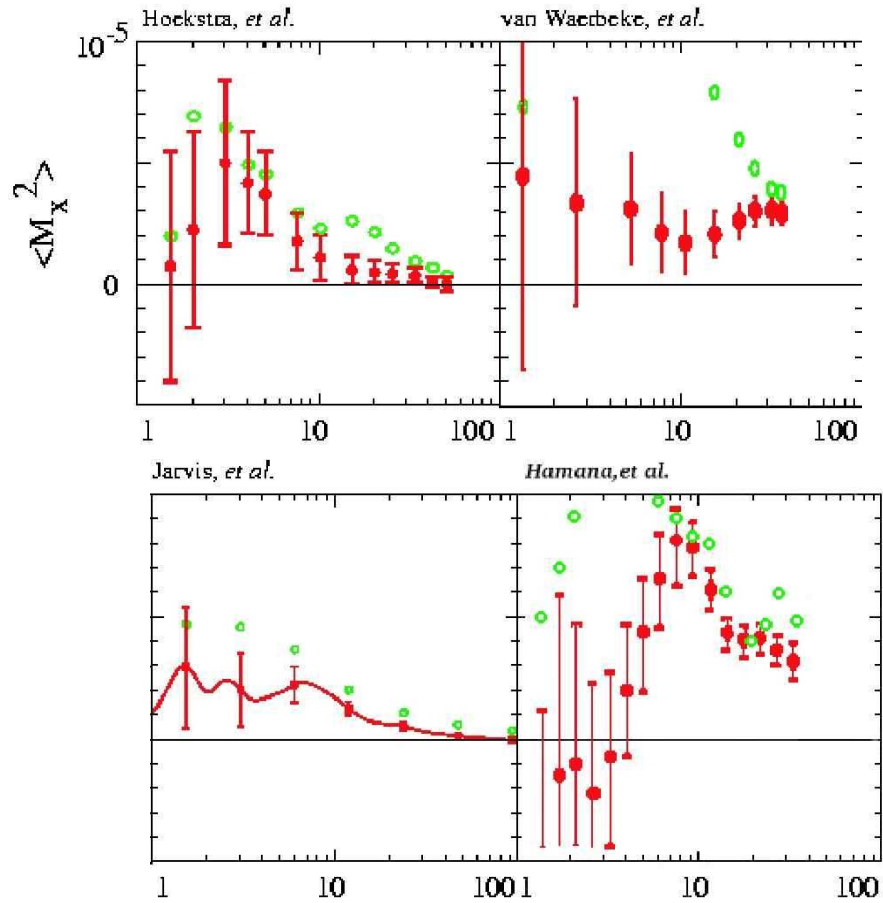 Hoekstra, et al.
van Waerbeke, et al.
10-5
<Mx2>
0
1 10 100
1 10 100
Jarvis, et al.
Hamana,et al.
1 10 100
1 10 100